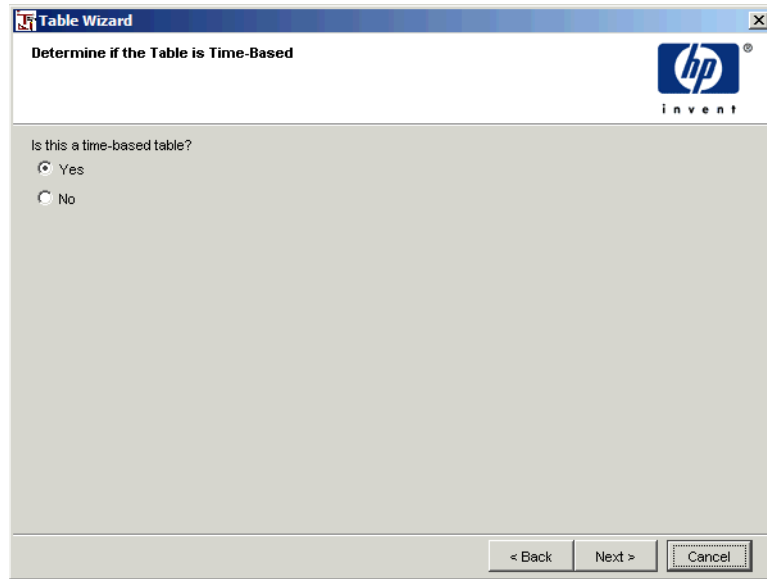 Table Wizard
Determine if the Table is Time-Based
hp
®
invent
Is this a time-based table?
Yes
No
< Back
Next >
Cancel